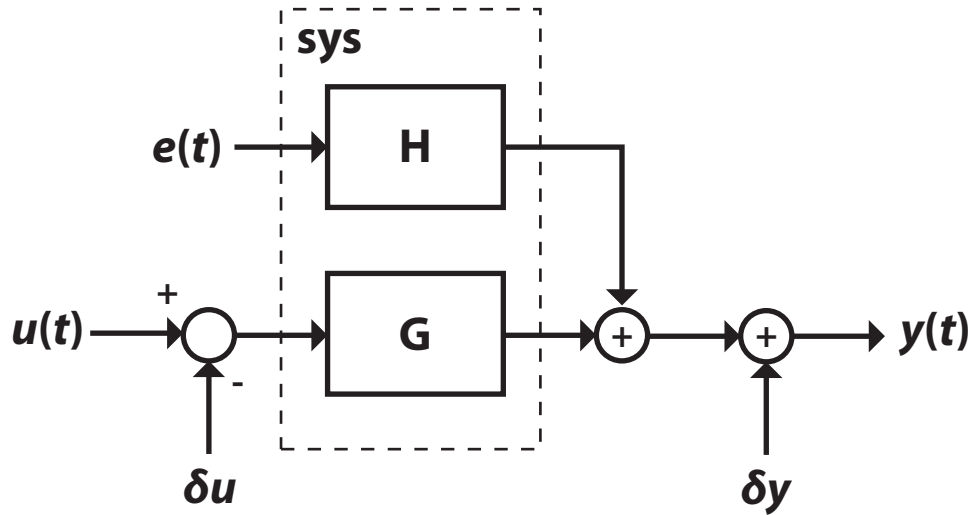 sys
e(t)
H
+
u(t)
G
+
+
y(t)
-
δu
δy